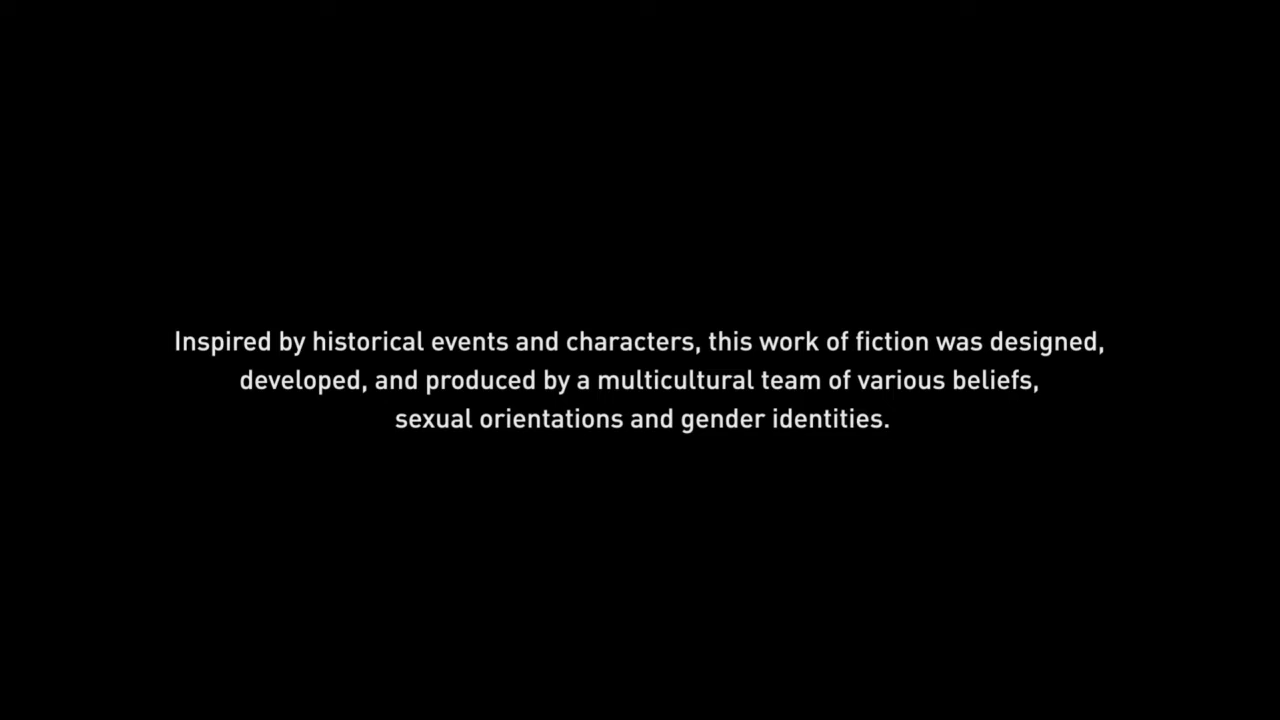 Inspired by historical events and characters, this work of fiction was designed,
developed, and produced by a multicultural team of various beliefs,
sexual orientations and gender identities.